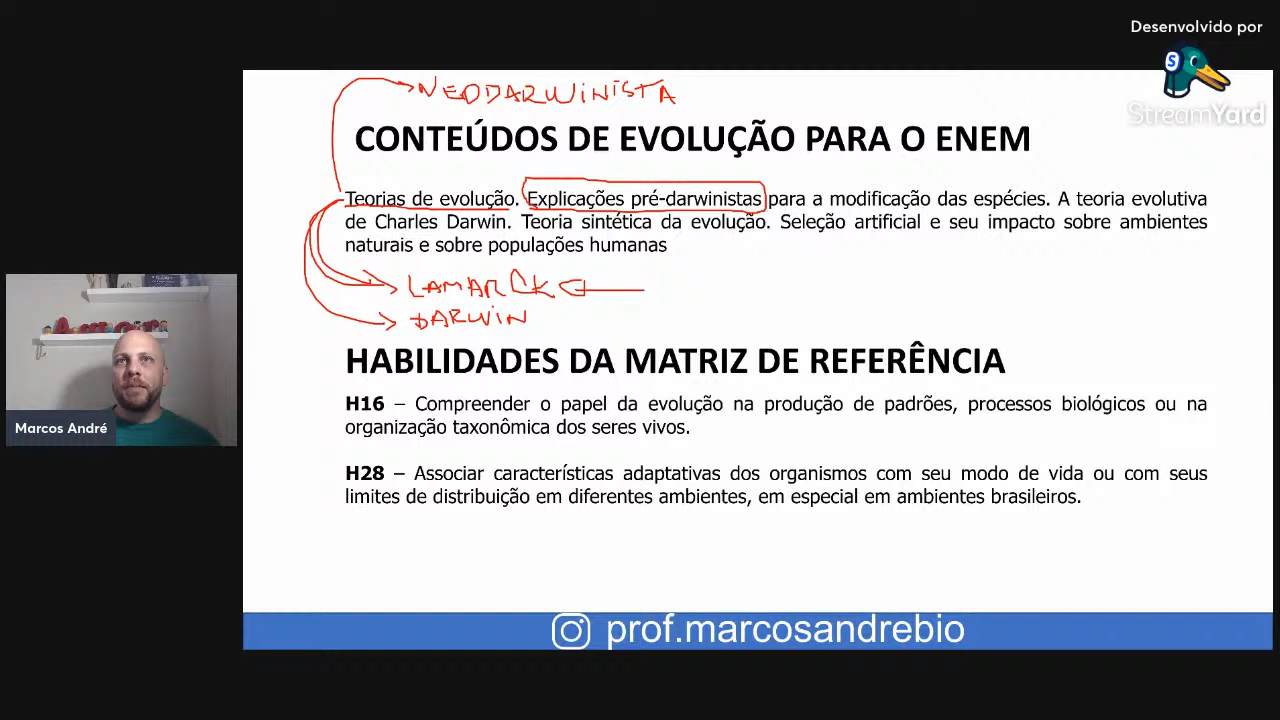 Desenvolvido por
StreamYard
NEODARWINISTA
CONTEÚDOS DE EVOLUÇÃO PARA O ENEM
Teorias de evolução. Explicações pré-darwinistas para a modificação das espécies. A teoria evolutiva
de Charles Darwin. Teoria sintética da evolução. Seleção artificial e seu impacto sobre ambientes
naturais e sobre populações humanas
LAMARCK
DARWIN
HABILIDADES DA MATRIZ DE REFERÊNCIA
H16 – Compreender o papel da evolução na produção de padrões, processos biológicos ou na
organização taxonômica dos seres vivos.
H28 – Associar características adaptativas dos organismos com seu modo de vida ou com seus
limites de distribuição em diferentes ambientes, em especial em ambientes brasileiros.
Marcos André
prof.marcosandrebio